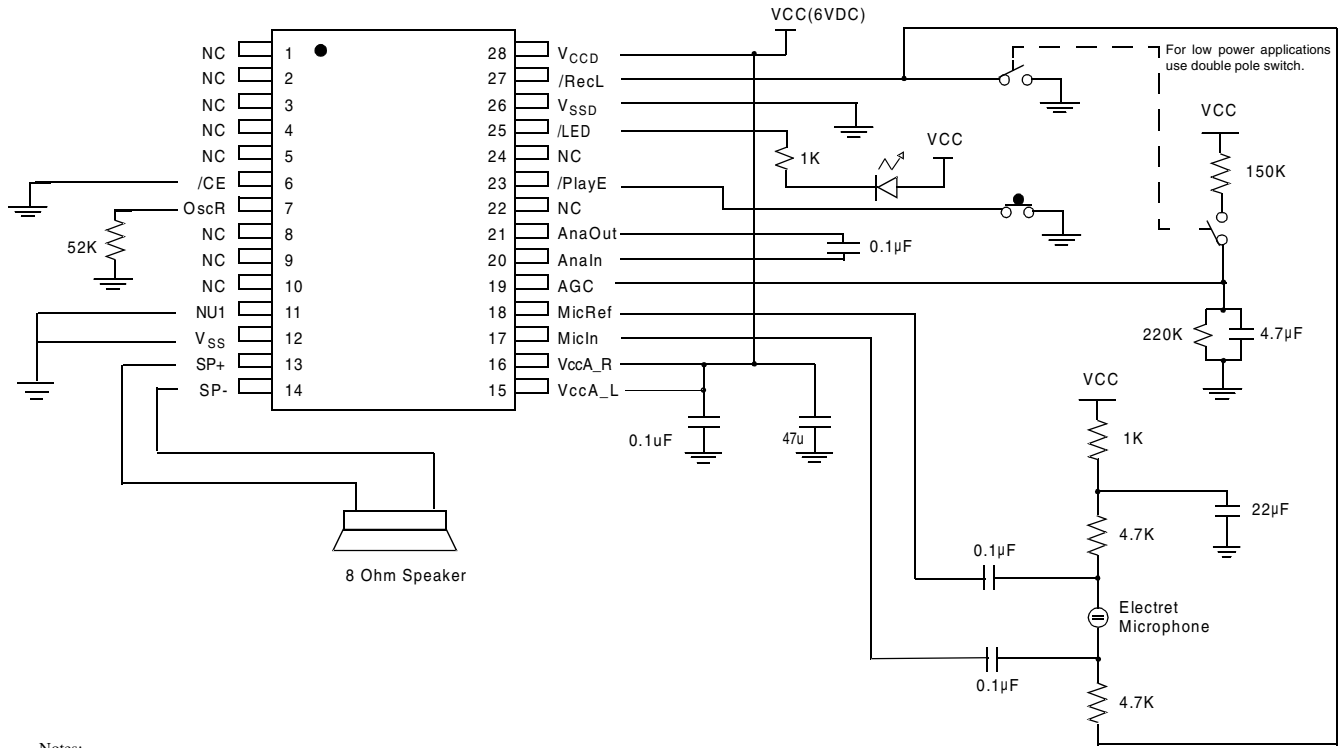 VCC(6VDC)
NC 1 28 VCCD
NC 2 27 /RecL
NC 3 26 VSSD
NC 4 25 /LED
NC 5 24 NC
/CE 6 23 /PlayE
OscR 7 22 NC
NC 8 21 AnaOut
NC 9 20 AnaIn
NC 10 19 AGC
NU1 11 18 MicRef
VSS 12 17 MicIn
SP+ 13 16 VccA_R
SP- 14 15 VccA_L
For low power applications
use double pole switch.
VCC
1K
VCC
150K
52K
0.1µF
220K
4.7µF
VCC
0.1uF
47u
1K
22µF
4.7K
0.1µF
8 Ohm Speaker
Electret
Microphone
0.1µF
4.7K
Notes: